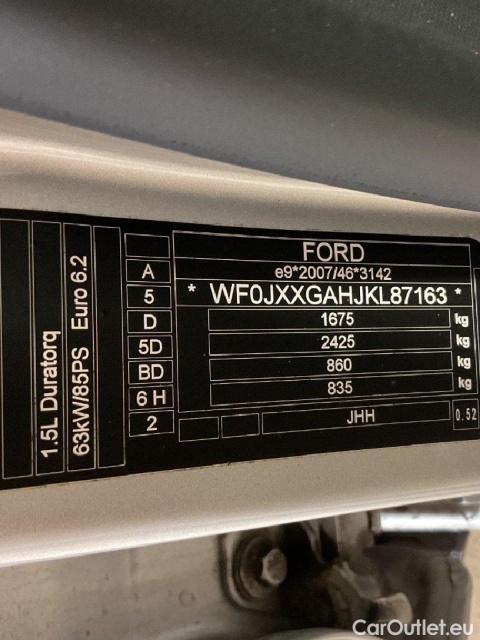 FORD
e9*2007/46*3142
* WF0JXXGAHJKL87163 *
1675 kg
2425 kg
860 kg
835 kg
JHH 0.52
A
5
D
5D
BD
6 H
2
1.5L Duratorq
63kW/85PS Euro 6.2
CarOutlet.eu